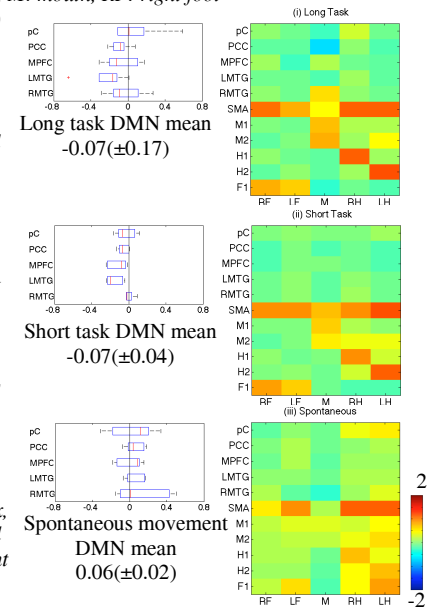 M: mouth, RF: right foot
(i) Long Task
pC
PCC
MPFC
LMTG
RMTG
-0.8 -0.4 0 0.4 0.8
Long task DMN mean
-0.07(±0.17)
pC
PCC
MPFC
LMTG
RMTG
SMA
M1
M2
H1
H2
F1
RF LF M RH LH
(ii) Short Task
pC
PCC
MPFC
LMTG
RMTG
-0.8 -0.4 0 0.4 0.8
Short task DMN mean
-0.07(±0.04)
pC
PCC
MPFC
LMTG
RMTG
SMA
M1
M2
H1
H2
F1
RF LF M RH LH
(iii) Spontaneous
pC
PCC
MPFC
LMTG
RMTG
-0.8 -0.4 0 0.4 0.8
Spontaneous movement
DMN mean
0.06(±0.02)
pC
PCC
MPFC
LMTG
RMTG
SMA
M1
M2
H1
H2
F1
RF LF M RH LH
2
-2